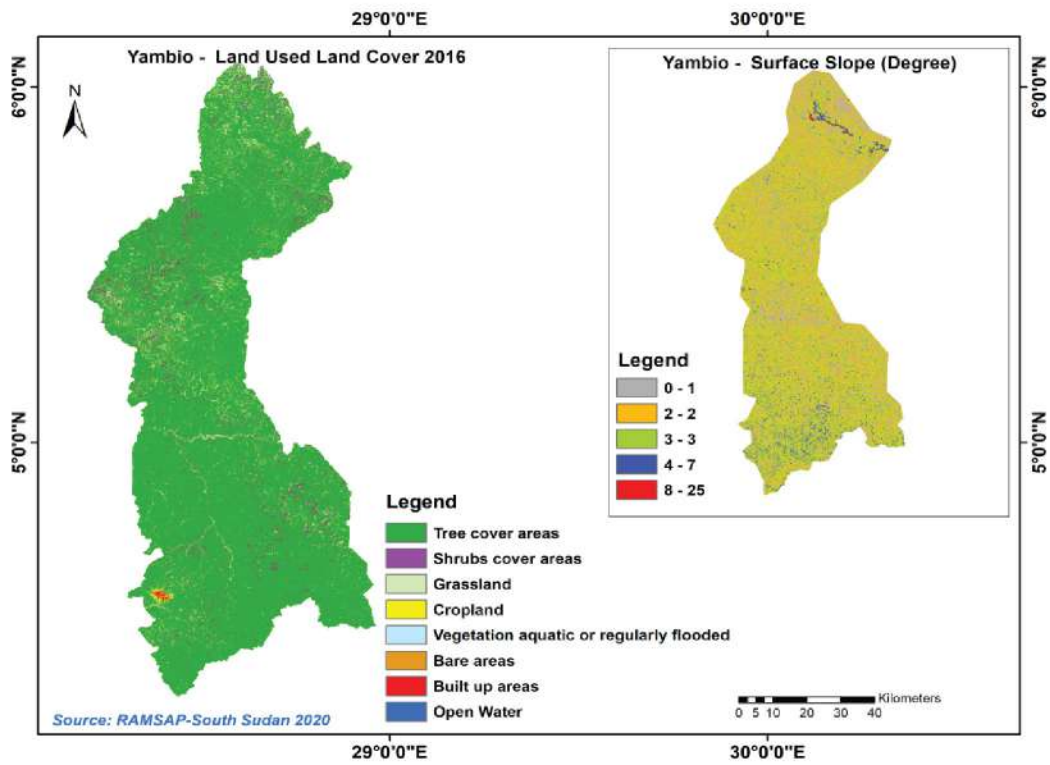 29°0'0"E
30°0'0"E
Yambio - Land Used Land Cover 2016
Yambio - Surface Slope (Degree)
6°0'0"N
6°0'0"N
N
Legend
0 - 1
2 - 2
3 - 3
4 - 7
8 - 25
5°0'0"N
5°0'0"N
Legend
Tree cover areas
Shrubs cover areas
Grassland
Cropland
Vegetation aquatic or regularly flooded
Bare areas
Built up areas
Open Water
Source: RAMSAP-South Sudan 2020
Kilometers
0 5 10 20 30 40
29°0'0"E
30°0'0"E